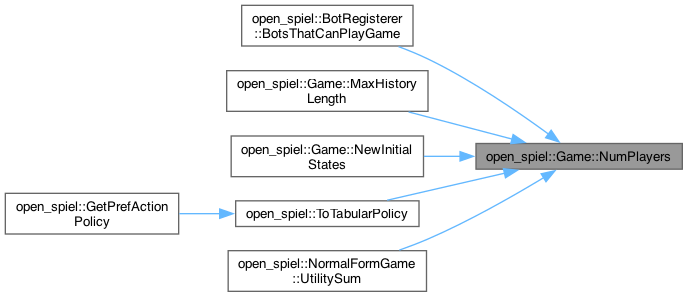 open_spiel::BotRegisterer
::BotsThatCanPlayGame
open_spiel::Game::MaxHistory
Length
open_spiel::Game::NewInitial
States
open_spiel::Game::NumPlayers
open_spiel::GetPrefAction
Policy
open_spiel::ToTabularPolicy
open_spiel::NormalFormGame
::UtilitySum